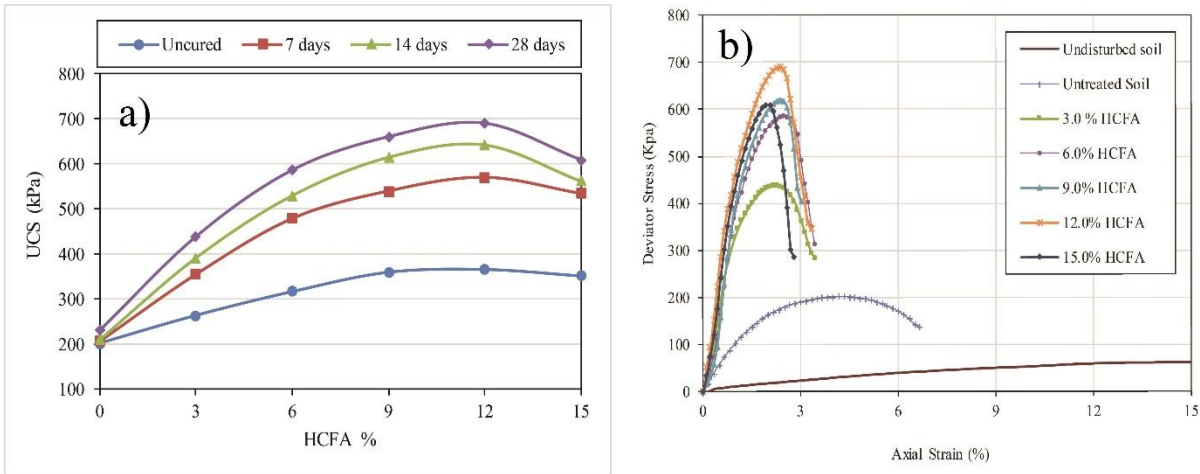 Uncured 7 days 14 days 28 days
a)
UCS (kPa)
800
700
600
500
400
300
200
100
0 3 6 9 12 15
HCFA %
b)
Deviator Stress (Kpa)
800
700
600
500
400
300
200
100
0
0 3 6 9 12 15
Axial Strain (%)
Undisturbed soil
Untreated Soil
3.0 % HCFA
6.0% HCFA
9.0% HCFA
12.0% HCFA
15.0% HCFA